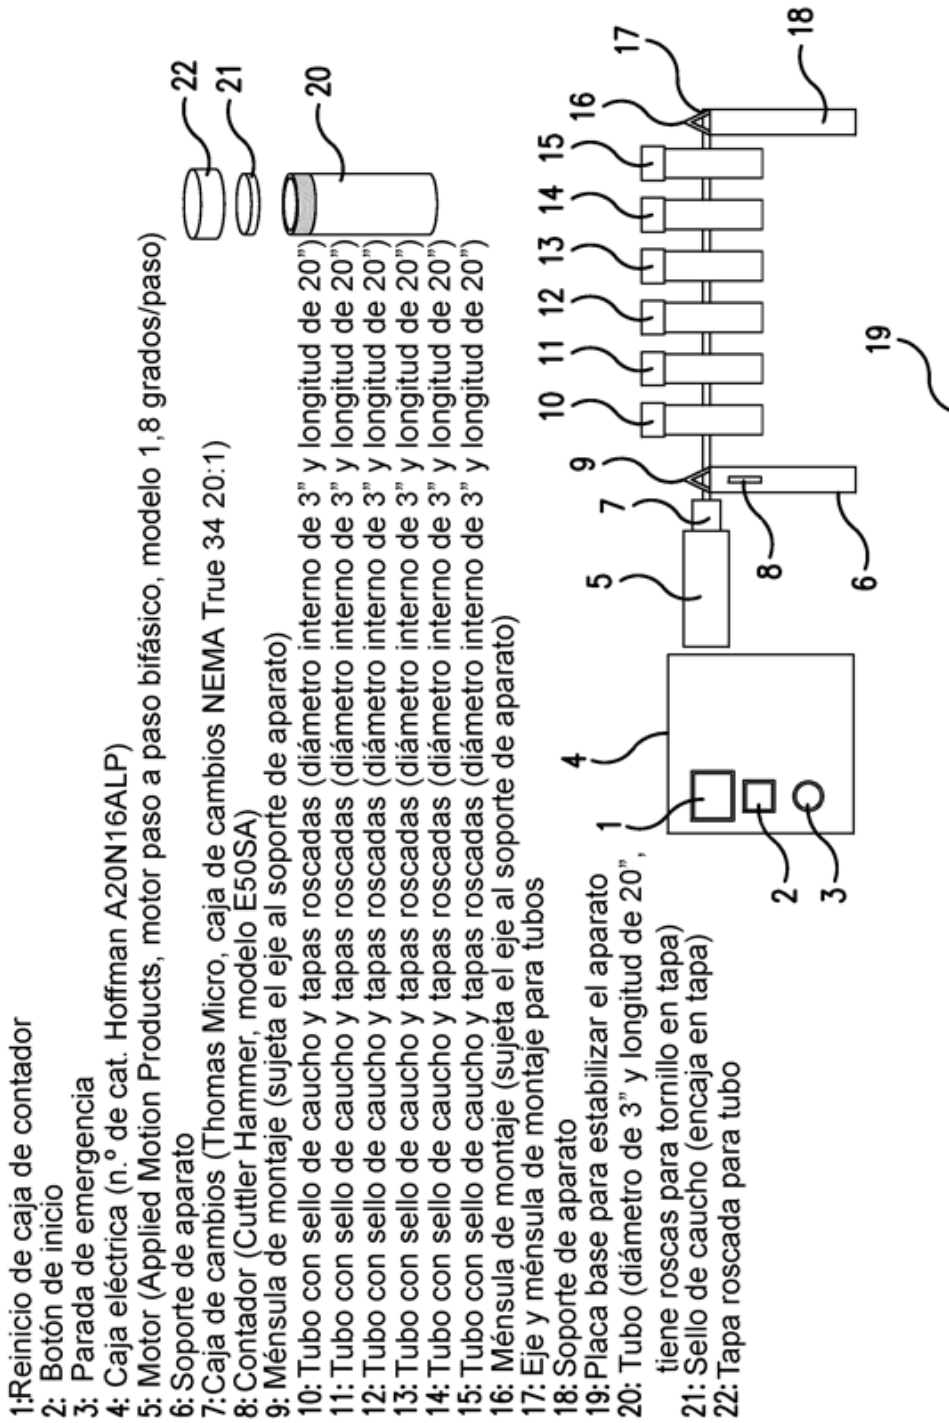 1:Reinicio de caja de contador
2: Botón de inicio
3: Parada de emergencia
4: Caja eléctrica (n.º de cat. Hoffman A20N16ALP)
5: Motor (Applied Motion Products, motor paso a paso bifásico, modelo 1,8 grados/paso)
6:Soporte de aparato
7:Caja de cambios (Thomas Micro, caja de cambios NEMA True 34 20:1)
8: Contador (Cuttler Hammer, modelo E50SA)
9: Ménsula de montaje (sujeta el eje al soporte de aparato)
10: Tubo con sello de caucho y tapas roscadas (diámetro interno de 3” y longitud de 20”)
11: Tubo con sello de caucho y tapas roscadas (diámetro interno de 3” y longitud de 20”)
12: Tubo con sello de caucho y tapas roscadas (diámetro interno de 3” y longitud de 20”)
13: Tubo con sello de caucho y tapas roscadas (diámetro interno de 3” y longitud de 20”)
14: Tubo con sello de caucho y tapas roscadas (diámetro interno de 3” y longitud de 20”)
15: Tubo con sello de caucho y tapas roscadas (diámetro interno de 3” y longitud de 20”)
16: Ménsula de montaje (sujeta el eje al soporte de aparato)
17: Eje y ménsula de montaje para tubos
18: Soporte de aparato
19:Placa base para estabilizar el aparato
20: Tubo (diámetro de 3” y longitud de 20”,
tiene roscas para tornillo en tapa)
21: Sello de caucho (encaja en tapa)
22:Tapa roscada para tubo
22
21
20
1
2
3
4
5
6
7
8
9
10
11
12
13
14
15
16
17
18
19